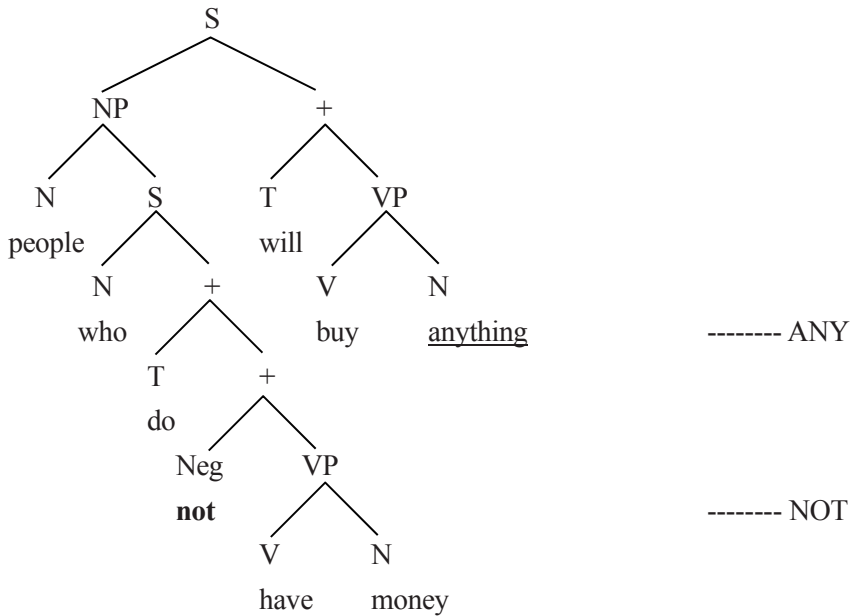 S
NP +
N S T VP
people will
N + V N
who buy anything -------- ANY
T +
do
Neg VP
not -------- NOT
V N
have money